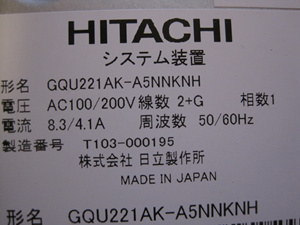 HITACHI
システム装置
形名 GQU221AK-A5NNKNH
電圧 AC100/200V 線数 2+G 相数1
電流 8.3/4.1A 周波数 50/60Hz
製造番号 T103-000195
株式会社 日立製作所
MADE IN JAPAN
形名 GQU221AK-A5NNKNH